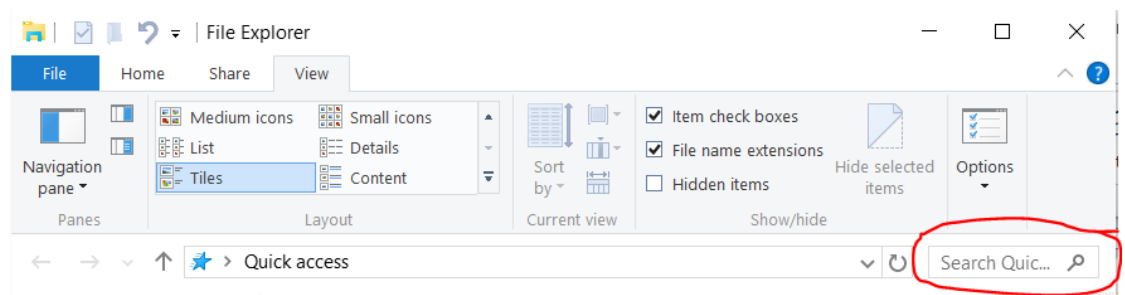 File Explorer
File Home Share View
?
Medium icons Small icons
List Details
Tiles Content
Navigation
pane
Sort
by
Item check boxes
File name extensions
Hidden items
Hide selected
items
Options
Panes Layout Current view Show/hide
Quick access
Search Quic...